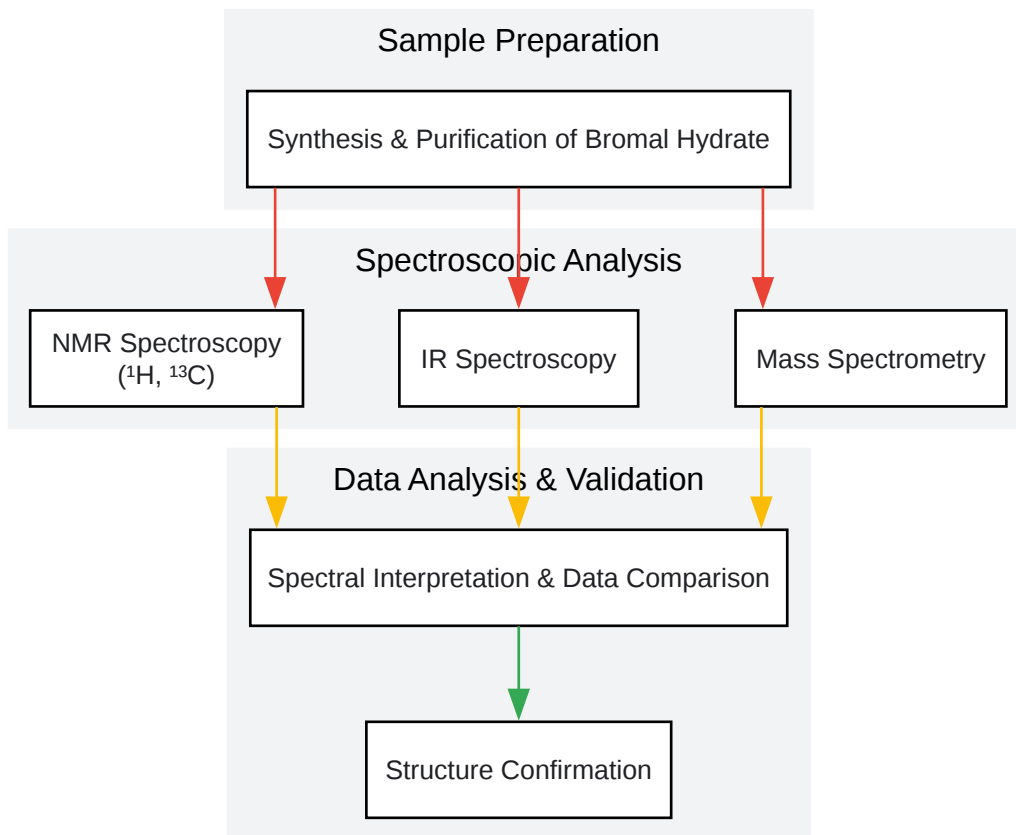 Sample Preparation
Synthesis & Purification of Bromal Hydrate
Spectroscopic Analysis
NMR Spectroscopy
(¹H, ¹³C)
IR Spectroscopy
Mass Spectrometry
Data Analysis & Validation
Spectral Interpretation & Data Comparison
Structure Confirmation